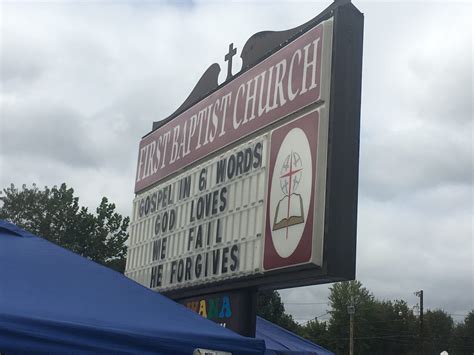 FIRST BAPTIST CHURCH
GOSPEL IN 6 WORDS
GOD LOVES
WE FAIL
HE FORGIVES